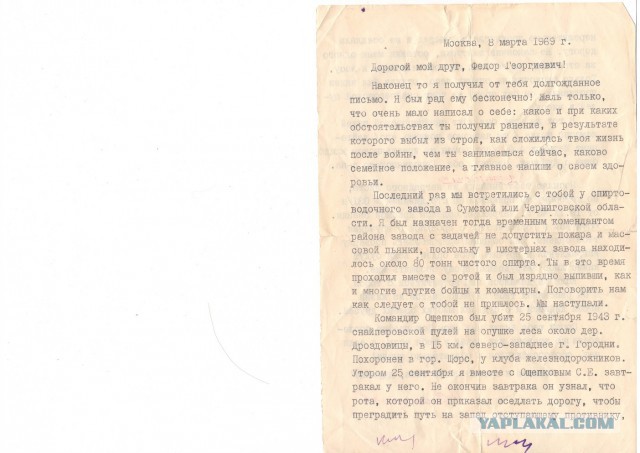 Москва, 8 марта 1969 г.
Дорогой мой друг, Федор Георгиевич!
Наконец то я получил от тебя долгожданное
письмо. Я был рад ему бесконечно! Жаль только,
что очень мало написал о себе: какое и при каких
обстоятельствах ты получил ранение, в результате
которого выбыл из строя, как сложилась твоя жизнь
после войны, чем ты занимаешься сейчас, каково
семейное положение, а главное напиши о своем здо-
ровьи.
Последний раз мы встретились с тобой у спирто-
водочного завода в Сумской или Черниговской обла-
сти. Я был назначен тогда временным комендантом
района завода с задачей не допустить пожара и мас-
совой пьянки, поскольку в цистернах завода находи-
лось около 80 тонн чистого спирта. Ты в это время
проходил вместе с ротой и был изрядно выпивши, как
и многие другие бойцы и командиры. Поговорить нам
как следует с тобой не пришлось. Мы наступали.
Командир Ощепков был убит 25 сентября 1943 г.
снайперовской пулей на опушке леса около дер.
Дроздовицы, в 15 км. северо-западнее г. Городни.
Похоронен в гор. Щорс, у клуба железнодорожников.
Утром 25 сентября я вместе с Ощепковым С.Е. завт-
ракал у него. Не окончив завтрака он узнал, что
рота, которой он приказал оседлать дорогу, чтобы
преградить путь на запад отступавшему противнику,
YAPLAKAL.COM